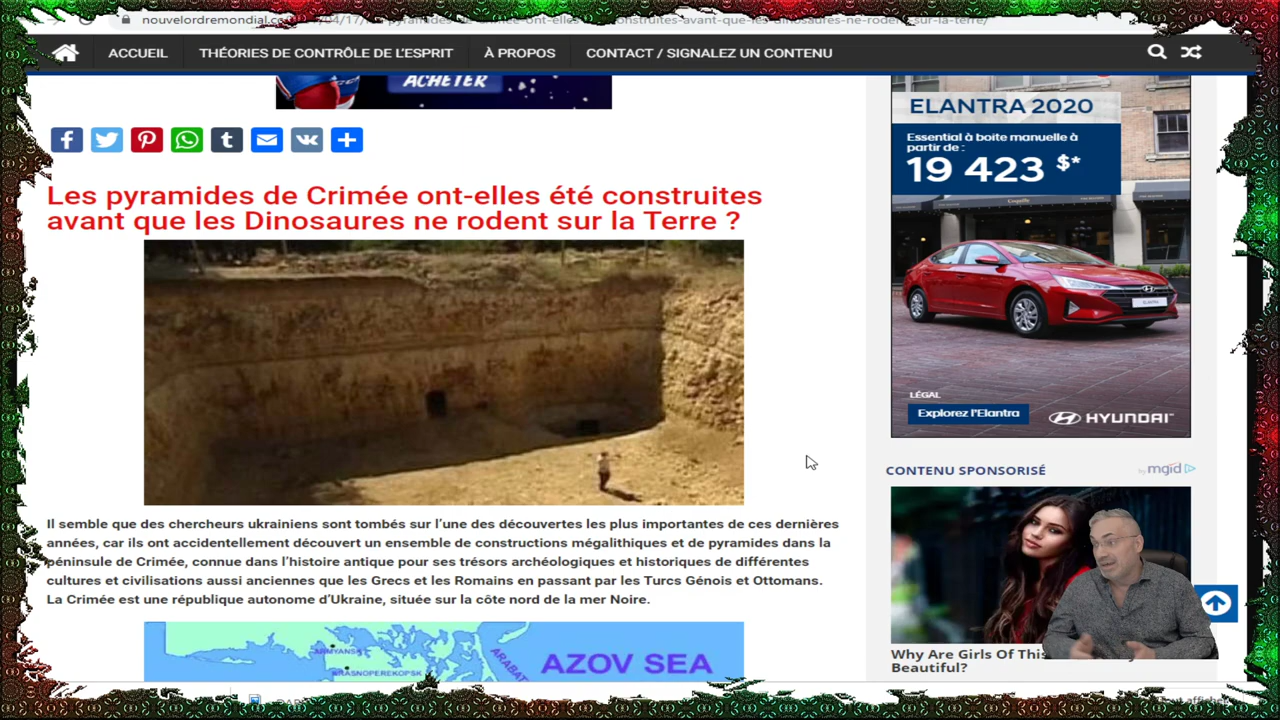 ACCUEIL
THÉORIES DE CONTRÔLE DE L'ESPRIT
À PROPOS
CONTACT / SIGNALEZ UN CONTENU
ACHETER
Les pyramides de Crimée ont-elles été construites
avant que les Dinosaures ne rodent sur la Terre ?
Il semble que des chercheurs ukrainiens sont tombés sur l'une des découvertes les plus importantes de ces dernières
années, car ils ont accidentellement découvert un ensemble de constructions mégalithiques et de pyramides dans la
péninsule de Crimée, connue dans l'histoire antique pour ses trésors archéologiques et historiques de différentes
cultures et civilisations aussi anciennes que les Grecs et les Romains en passant par les Turcs Génois et Ottomans.
La Crimée est une république autonome d'Ukraine, située sur la côte nord de la mer Noire.
AZOV SEA
ELANTRA 2020
Essential à boite manuelle à
partir de :
19 423 $*
ELANTRA
LÉGAL
Explorez l'Elantra
HYUNDAI
CONTENU SPONSORISÉ
by mgid
Why Are Girls Of
Beautiful?